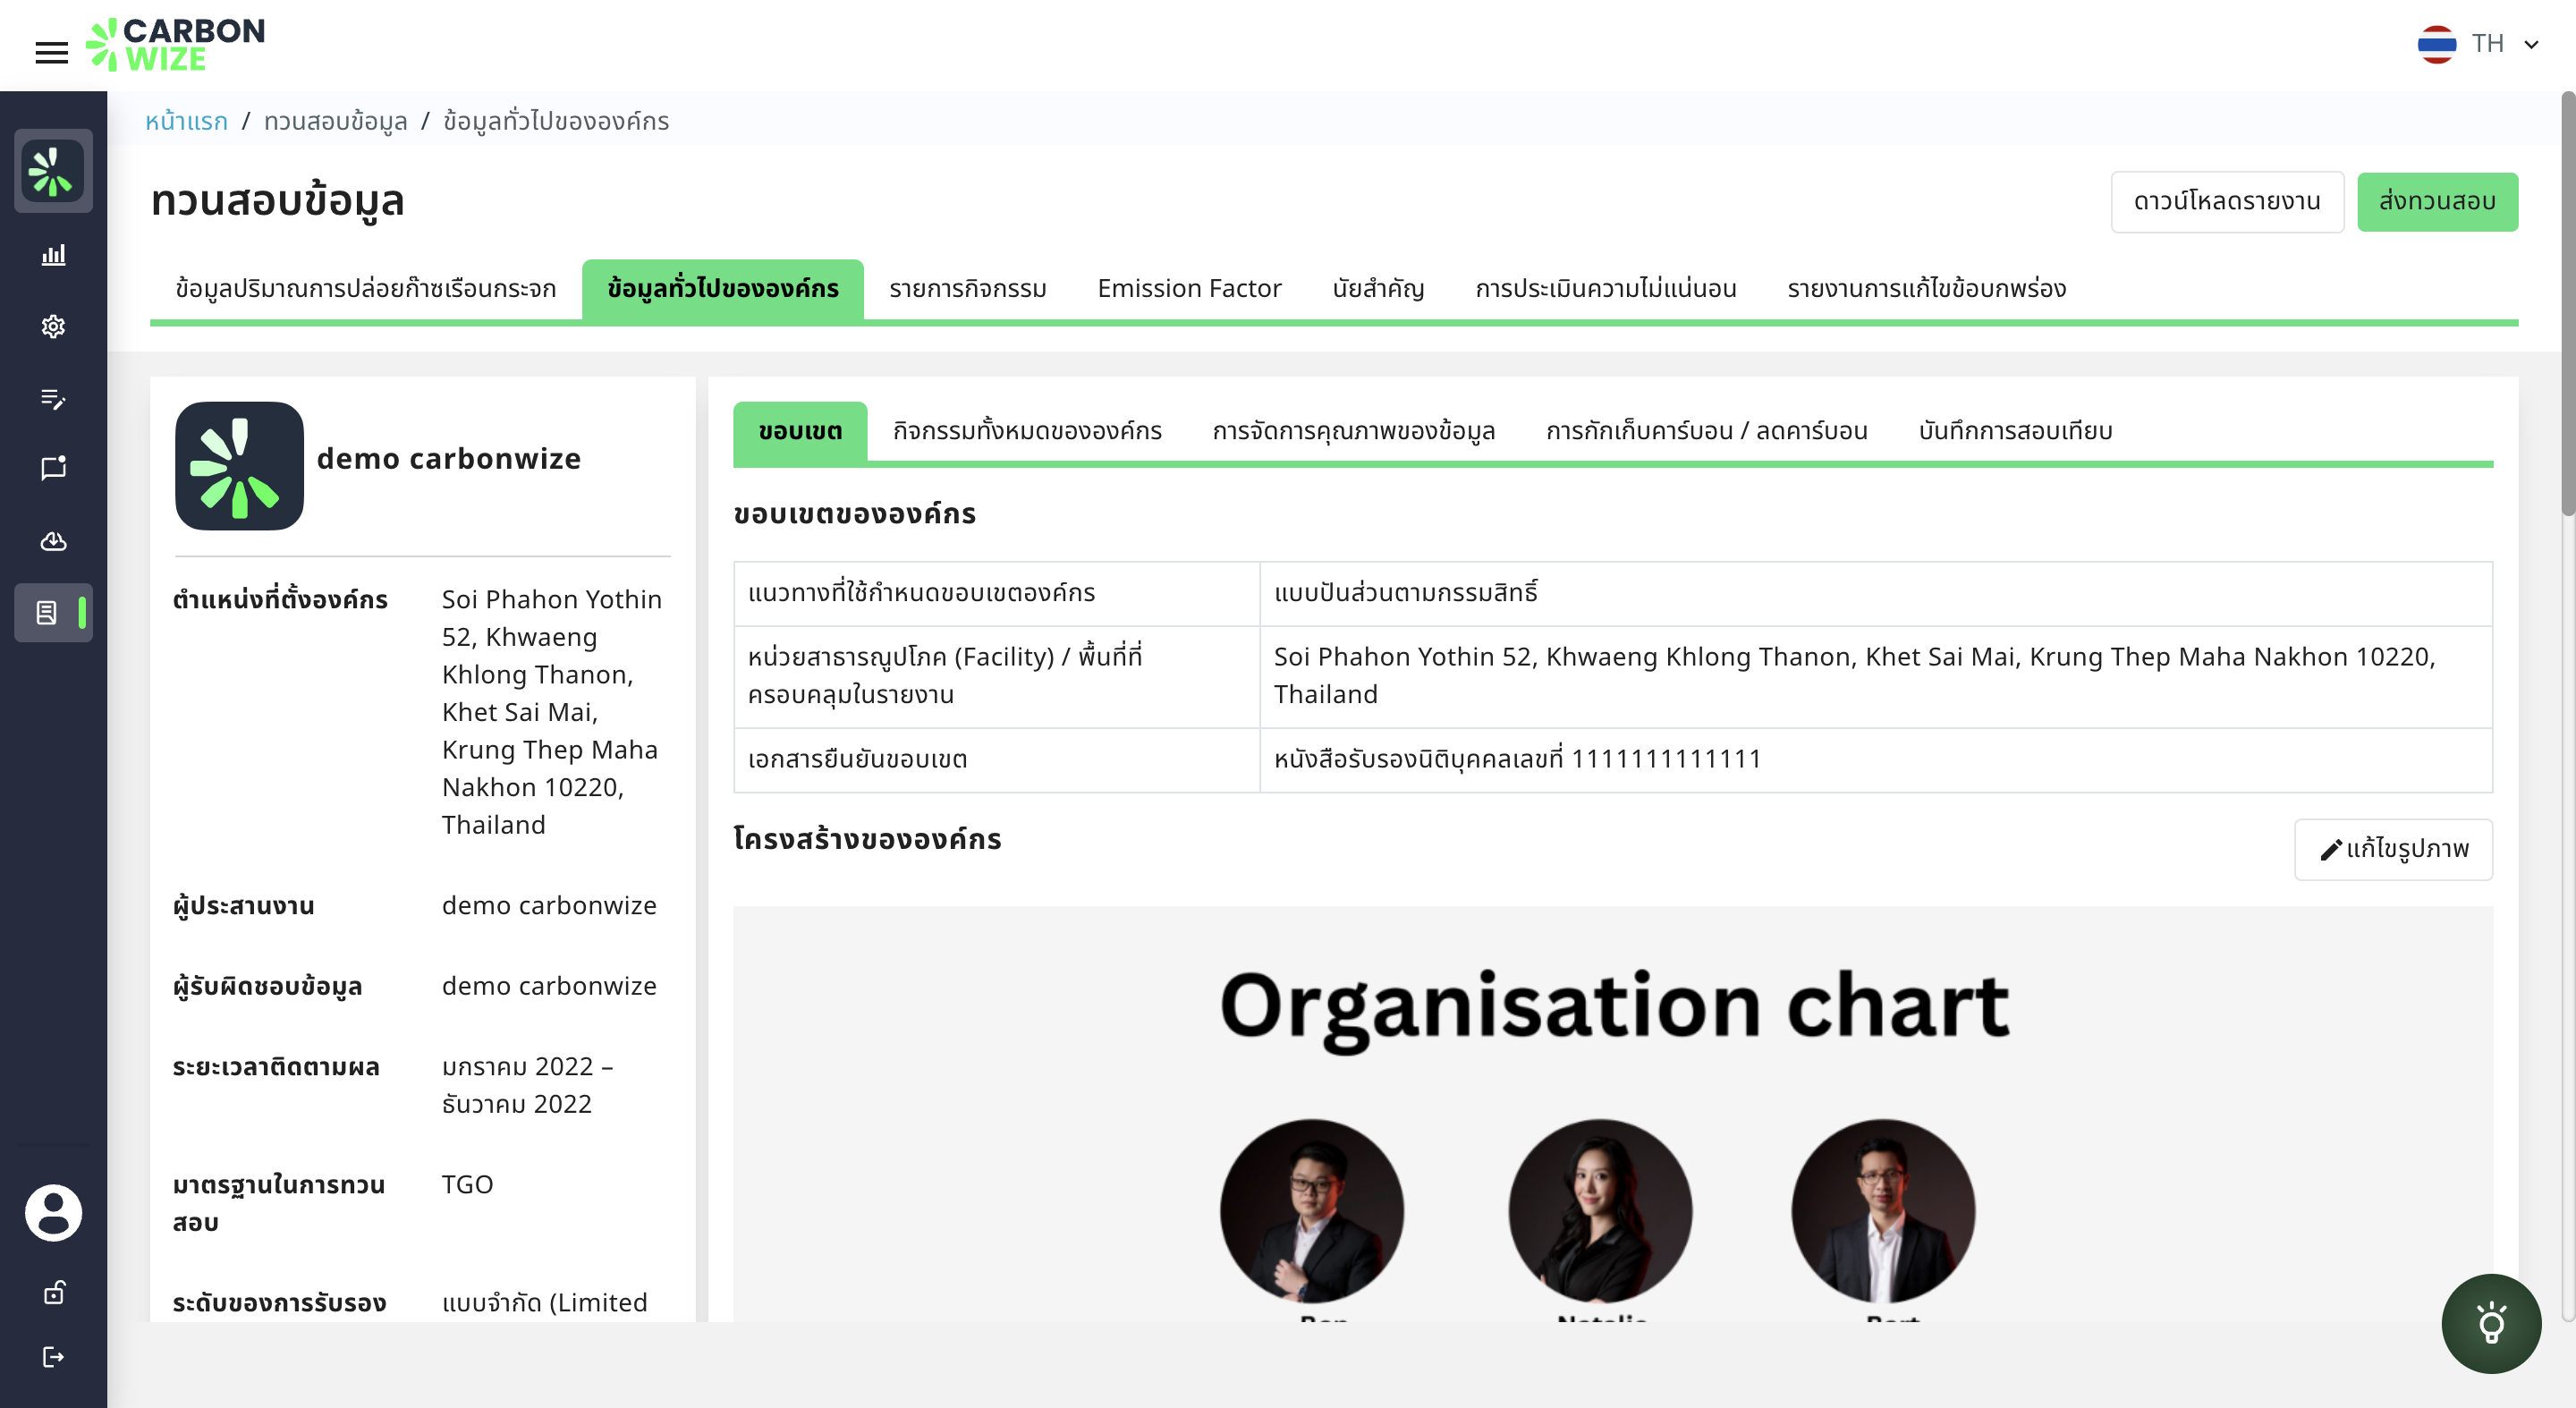 CARBON
WIZE
TH
หน้าแรก / ทวนสอบข้อมูล / ข้อมูลทั่วไปขององค์กร
ทวนสอบข้อมูล
ดาวน์โหลดรายงาน
ส่งทวนสอบ
ข้อมูลปริมาณการปล่อยก๊าซเรือนกระจก
ข้อมูลทั่วไปขององค์กร
รายการกิจกรรม
Emission Factor
นัยสำคัญ
การประเมินความไม่แน่นอน
รายงานการแก้ไขข้อบกพร่อง
demo carbonwize
ตำแหน่งที่ตั้งองค์กร
Soi Phahon Yothin
52, Khwaeng
Khlong Thanon,
Khet Sai Mai,
Krung Thep Maha
Nakhon 10220,
Thailand
ผู้ประสานงาน
demo carbonwize
ผู้รับผิดชอบข้อมูล
demo carbonwize
ระยะเวลาติดตามผล
มกราคม 2022 –
ธันวาคม 2022
มาตรฐานในการทวน
สอบ
TGO
ระดับของการรับรอง
แบบจำกัด (Limited
ขอบเขต
กิจกรรมทั้งหมดขององค์กร
การจัดการคุณภาพของข้อมูล
การกักเก็บคาร์บอน / ลดคาร์บอน
บันทึกการสอบเทียบ
ขอบเขตขององค์กร
แนวทางที่ใช้กำหนดขอบเขตองค์กร
แบบปันส่วนตามกรรมสิทธิ์
หน่วยสาธารณูปโภค (Facility) / พื้นที่ที่
ครอบคลุมในรายงาน
Soi Phahon Yothin 52, Khwaeng Khlong Thanon, Khet Sai Mai, Krung Thep Maha Nakhon 10220,
Thailand
เอกสารยืนยันขอบเขต
หนังสือรับรองนิติบุคคลเลขที่ 1111111111111
โครงสร้างขององค์กร
แก้ไขรูปภาพ
Organisation chart